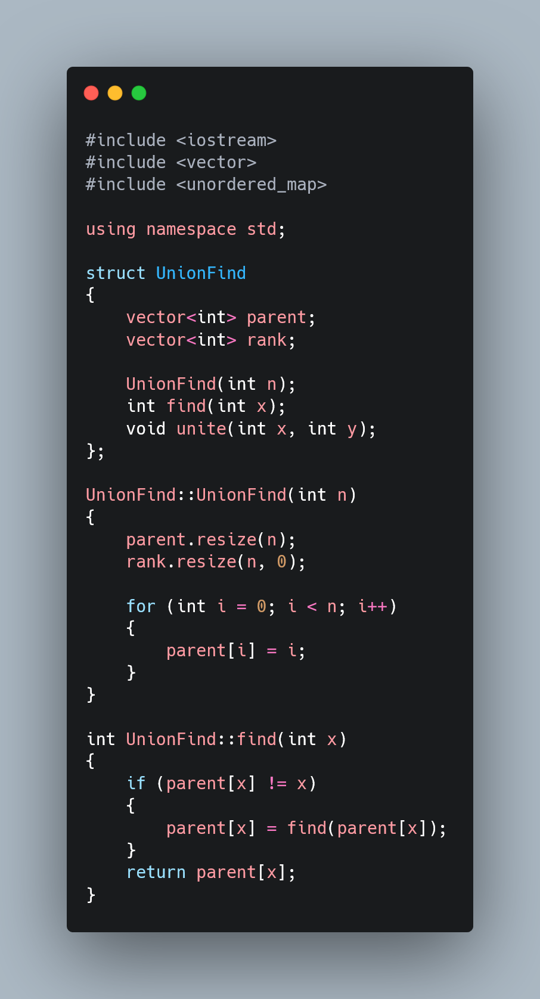 #include <iostream>
#include <vector>
#include <unordered_map>

using namespace std;

struct UnionFind
{
    vector<int> parent;
    vector<int> rank;

    UnionFind(int n);
    int find(int x);
    void unite(int x, int y);
};

UnionFind::UnionFind(int n)
{
    parent.resize(n);
    rank.resize(n, 0);

    for (int i = 0; i < n; i++)
    {
        parent[i] = i;
    }
}

int UnionFind::find(int x)
{
    if (parent[x] != x)
    {
        parent[x] = find(parent[x]);
    }
    return parent[x];
}